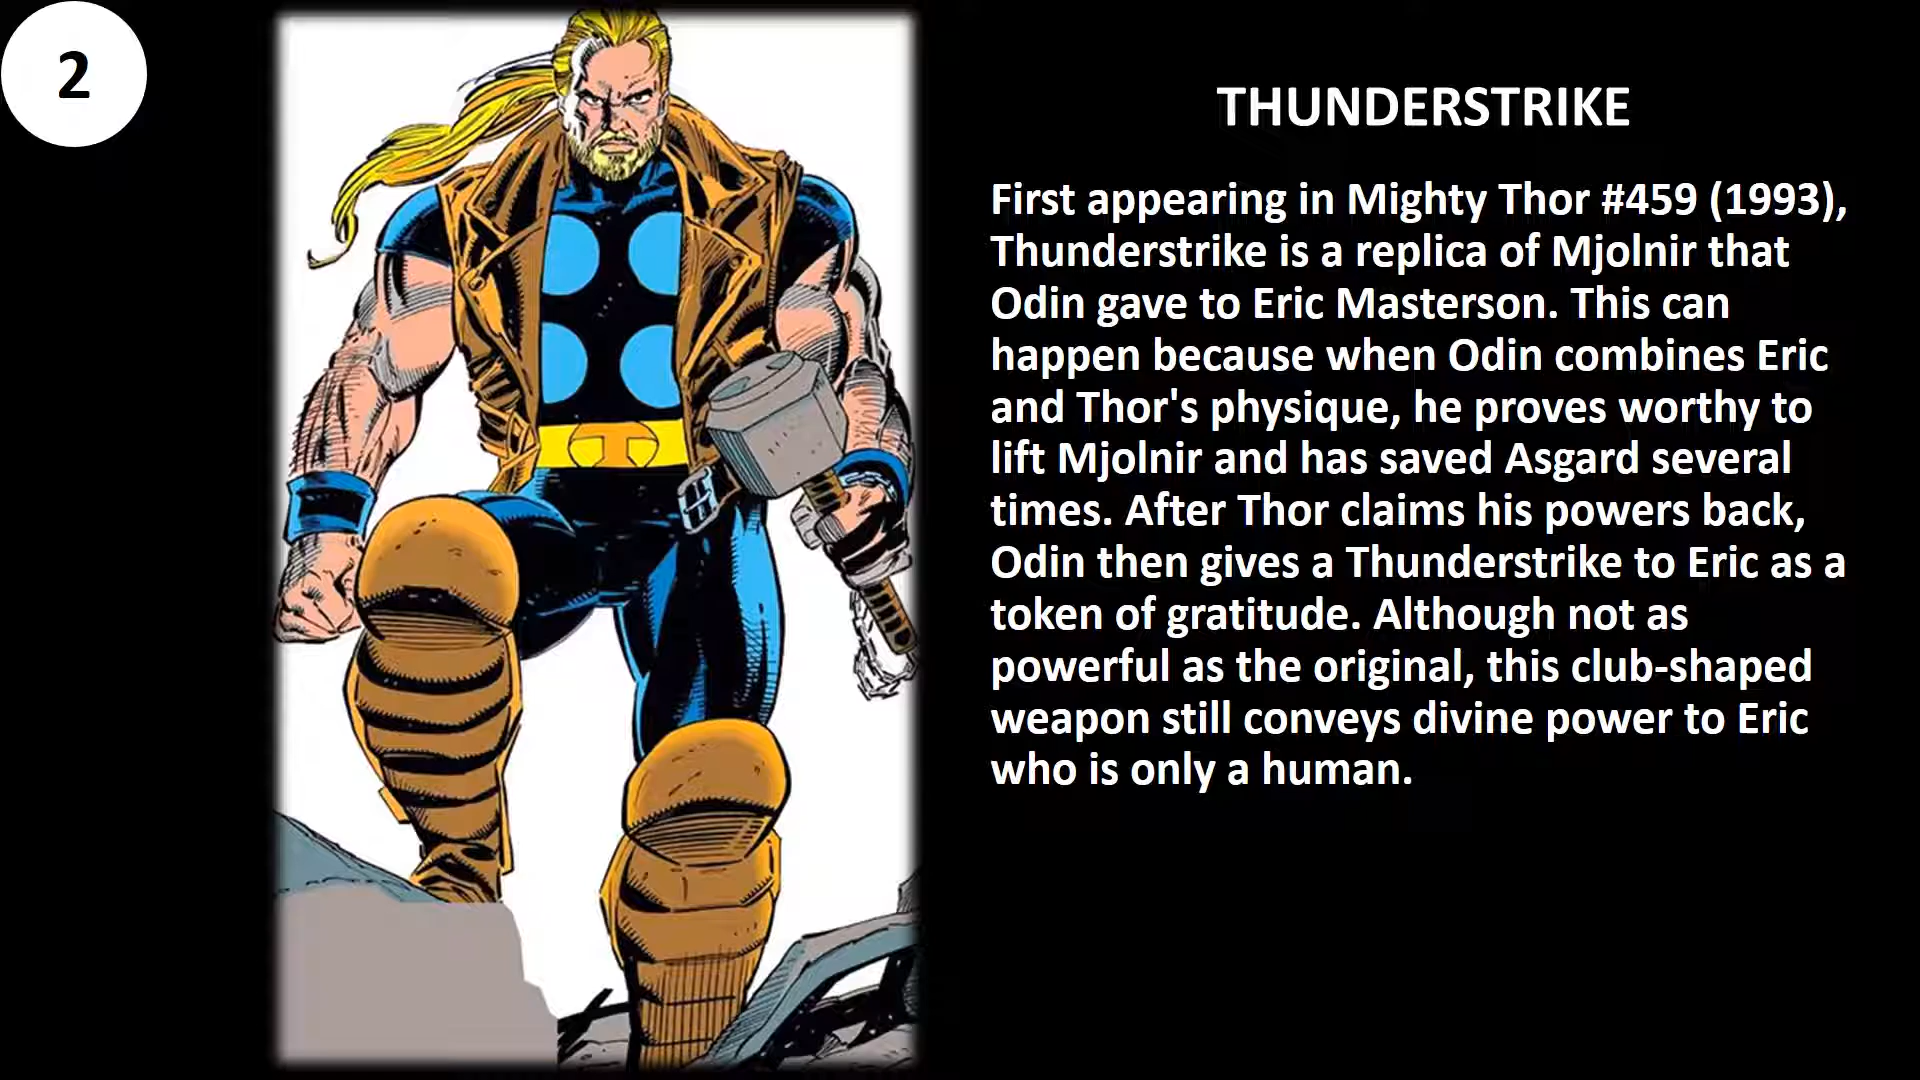 2
THUNDERSTRIKE
First appearing in Mighty Thor #459 (1993),
Thunderstrike is a replica of Mjolnir that
Odin gave to Eric Masterson. This can
happen because when Odin combines Eric
and Thor's physique, he proves worthy to
lift Mjolnir and has saved Asgard several
times. After Thor claims his powers back,
Odin then gives a Thunderstrike to Eric as a
token of gratitude. Although not as
powerful as the original, this club-shaped
weapon still conveys divine power to Eric
who is only a human.